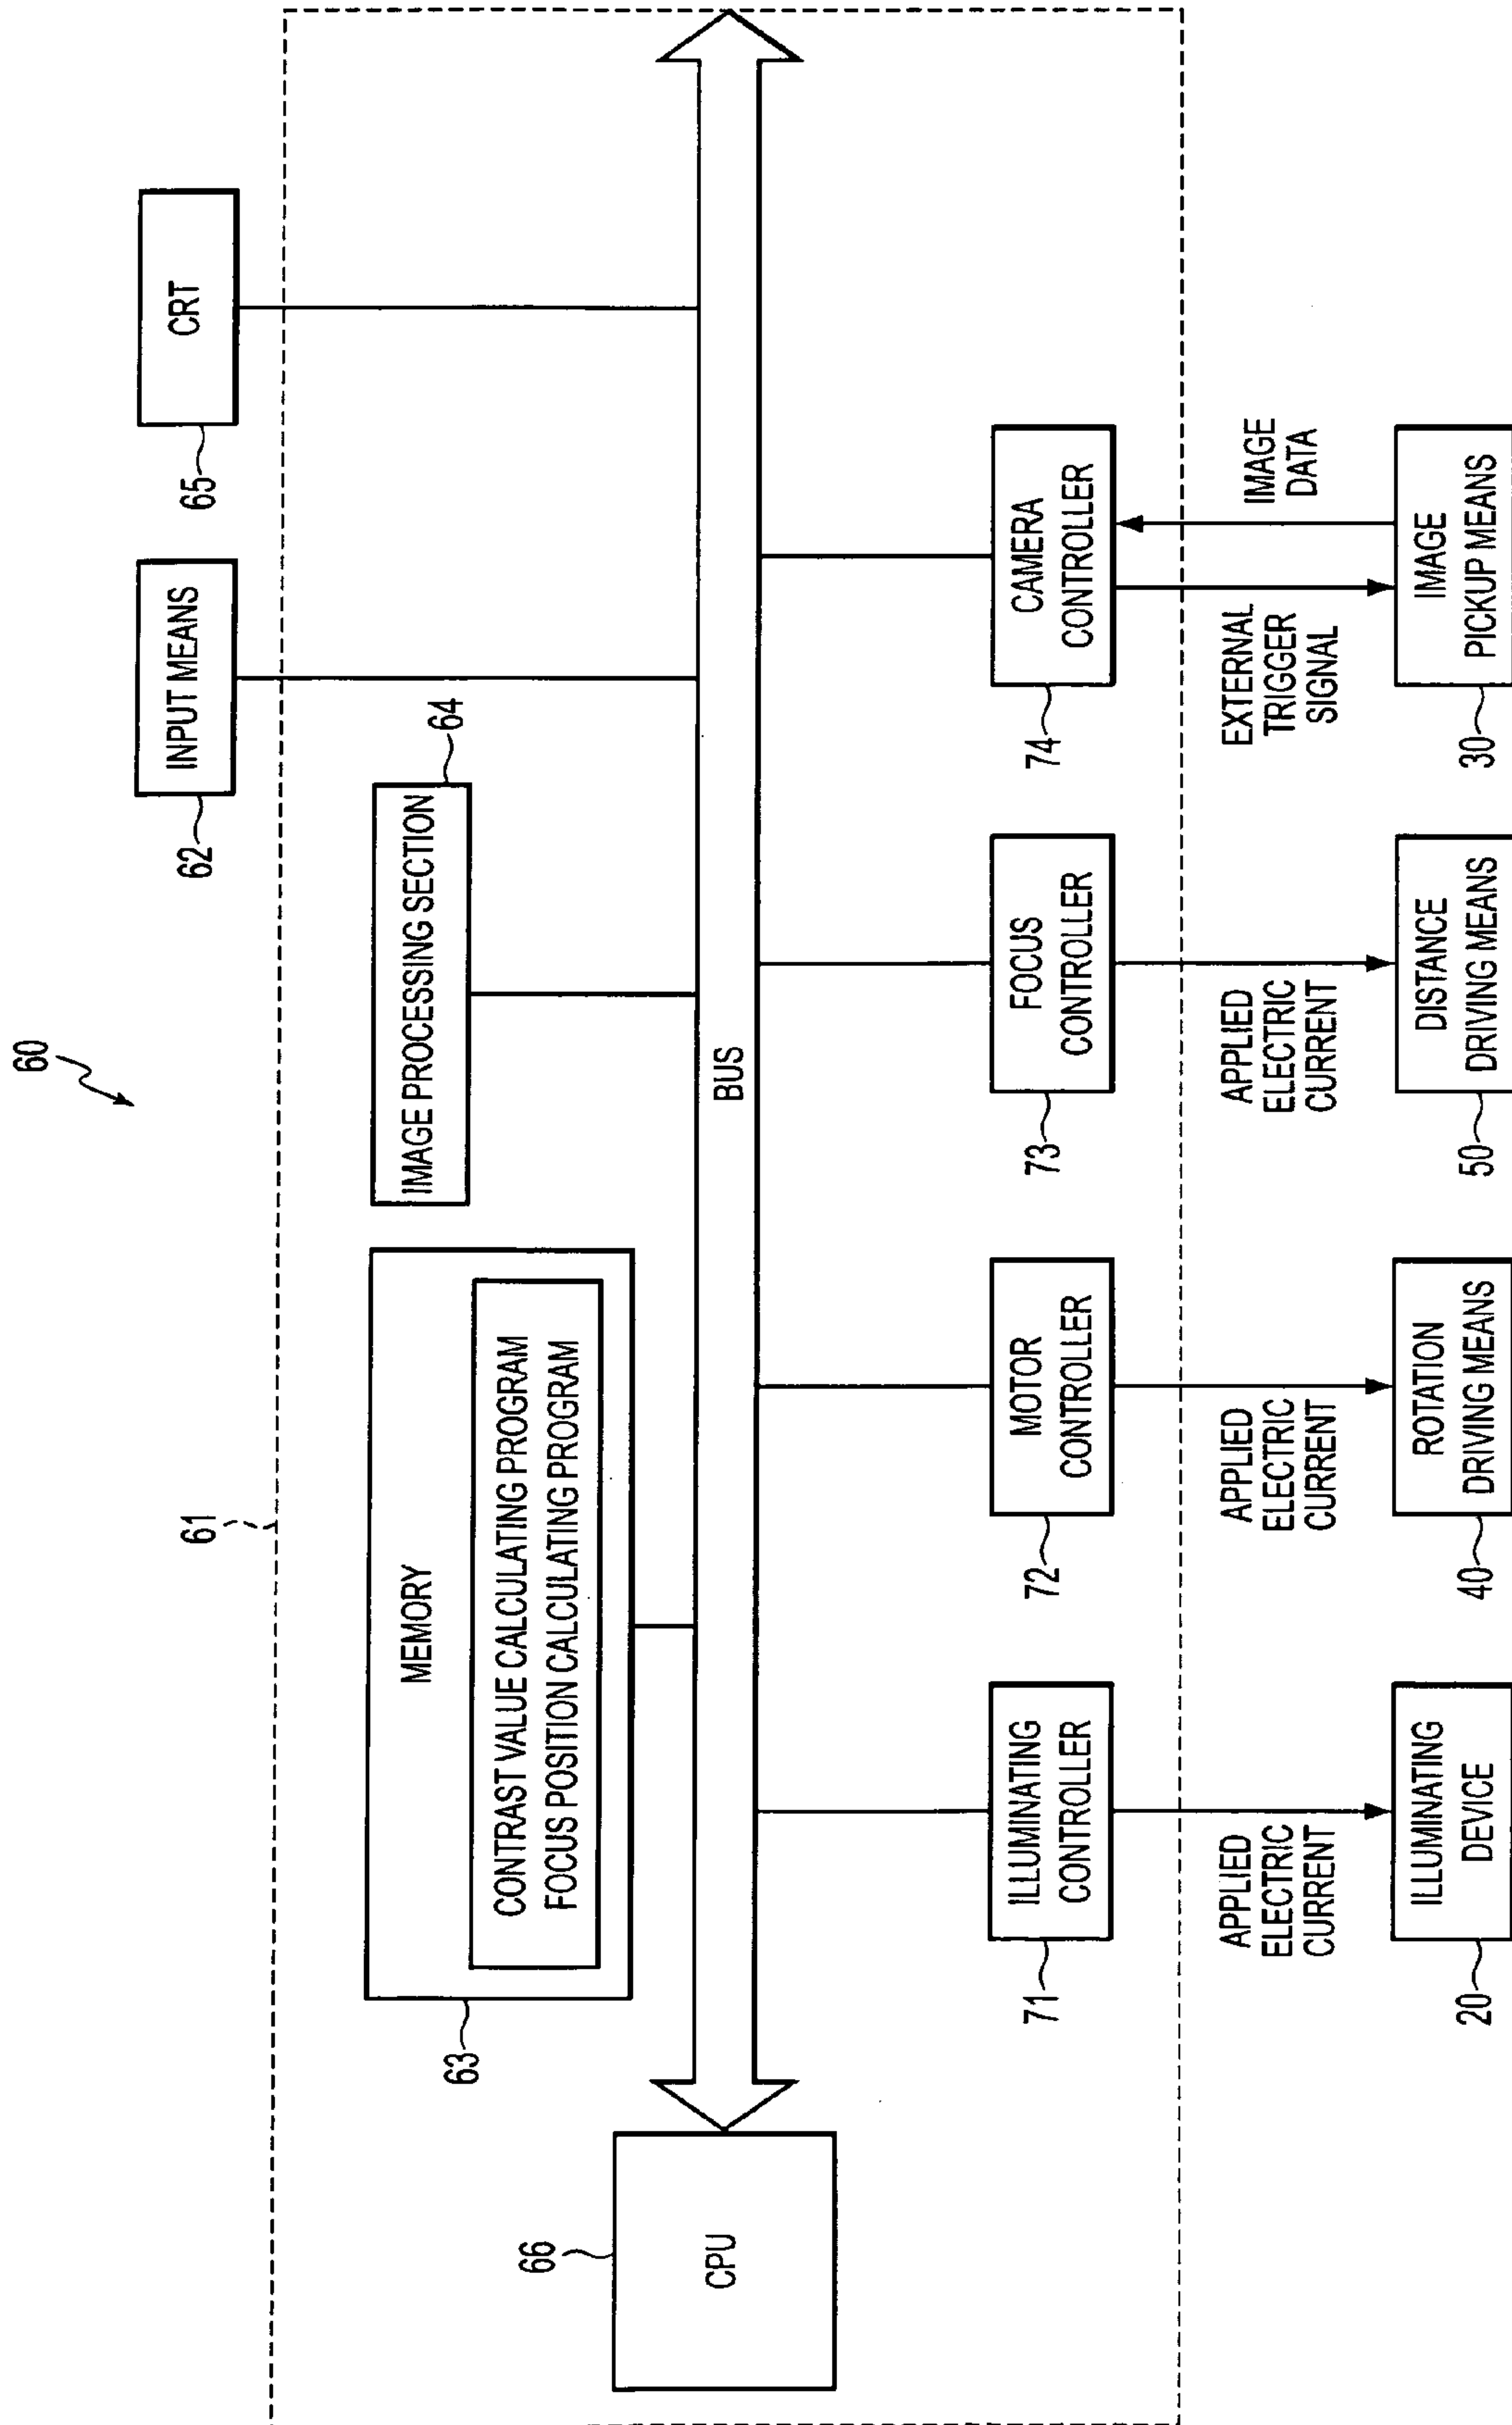 60
61
INPUT MEANS
62
CRT
65
MEMORY
CONTRAST VALUE CALCULATING PROGRAM
FOCUS POSITION CALCULATING PROGRAM
63
IMAGE PROCESSING SECTION
64
66
CPU
BUS
ILLUMINATING
CONTROLLER
71
MOTOR
CONTROLLER
72
FOCUS
CONTROLLER
73
CAMERA
CONTROLLER
74
APPLIED
ELECTRIC
CURRENT
APPLIED
ELECTRIC
CURRENT
APPLIED
ELECTRIC
CURRENT
EXTERNAL
TRIGGER
SIGNAL
IMAGE
DATA
ILLUMINATING
DEVICE
20
ROTATION
DRIVING MEANS
40
DISTANCE
DRIVING MEANS
50
IMAGE
PICKUP MEANS
30